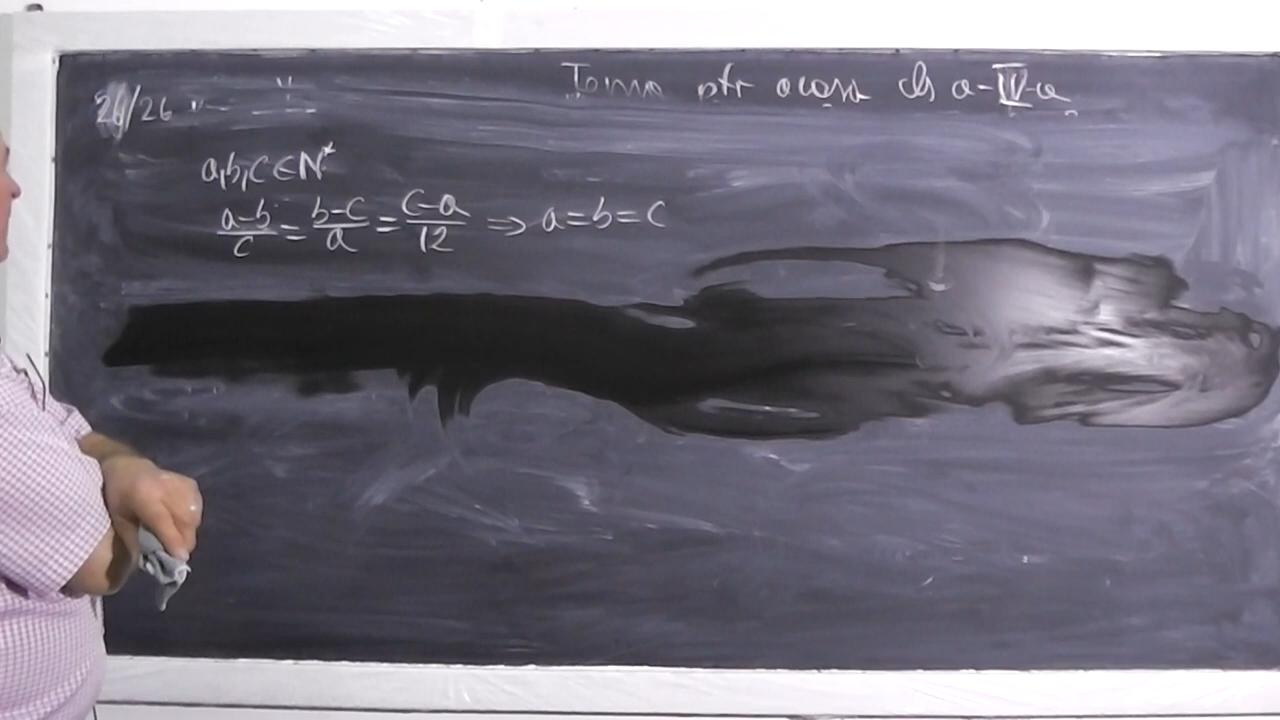 Tema ptr acasă cls a-IV-a
26/26 "- -"-
a,b,c ∈ N*
a-b/c = b-c/a = c-a/12 ⇒ a=b=c